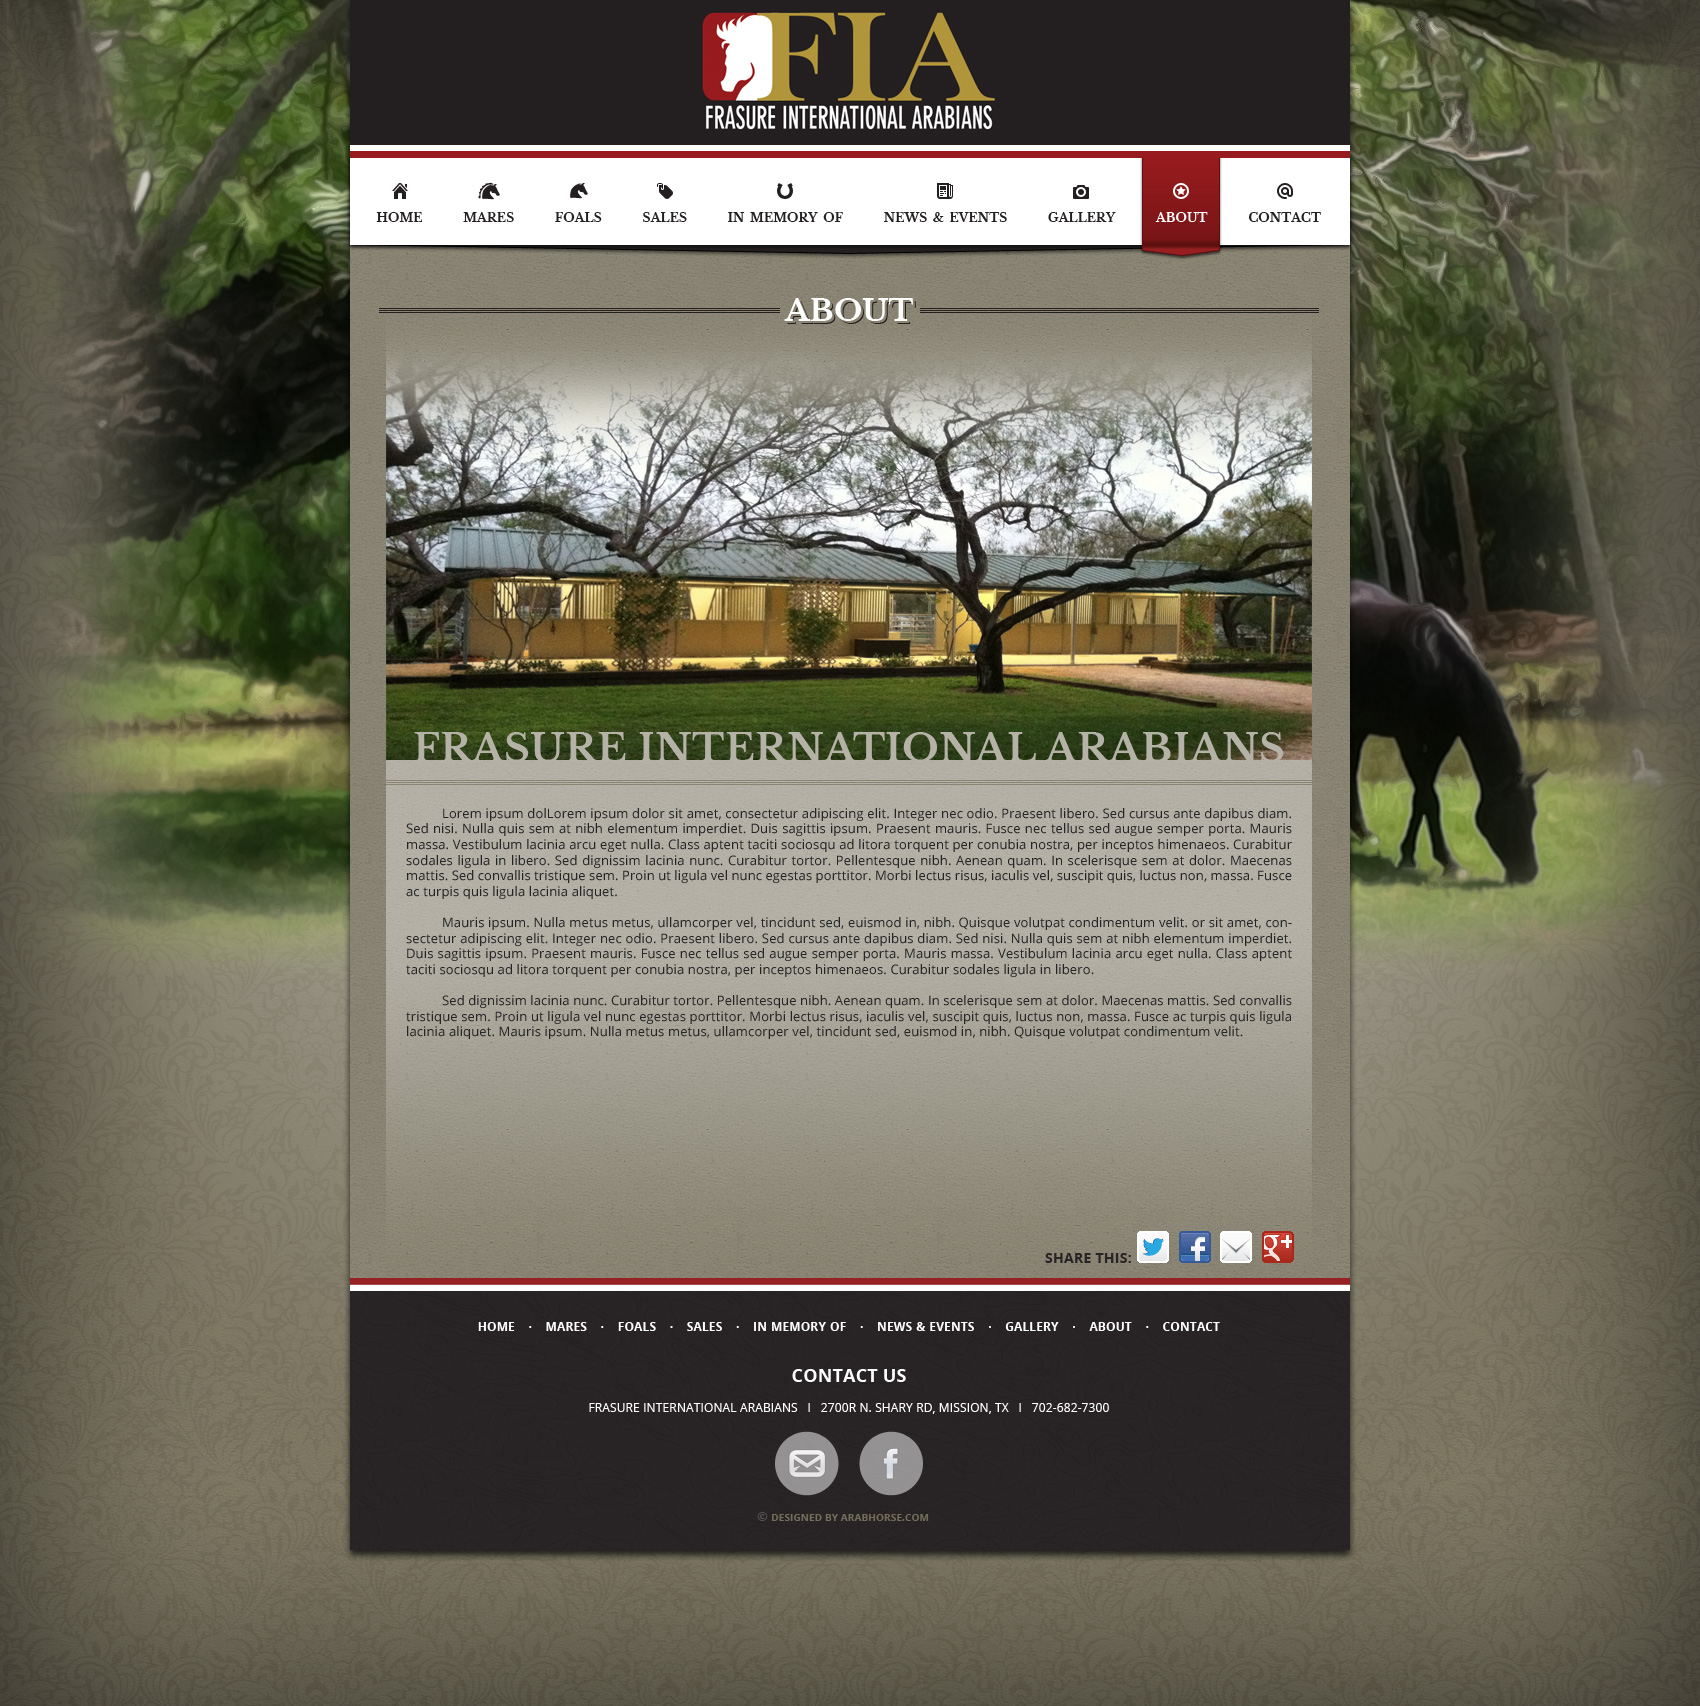 FIA
FRASURE INTERNATIONAL ARABIANS
HOME MARES FOALS SALES IN MEMORY OF NEWS & EVENTS GALLERY ABOUT CONTACT
ABOUT
FRASURE INTERNATIONAL ARABIANS
Lorem ipsum dolLorem ipsum dolor sit amet, consectetur adipiscing elit. Integer nec odio. Praesent libero. Sed cursus ante dapibus diam.
Sed nisi. Nulla quis sem at nibh elementum imperdiet. Duis sagittis ipsum. Praesent mauris. Fusce nec tellus sed augue semper porta. Mauris
massa. Vestibulum lacinia arcu eget nulla. Class aptent taciti sociosqu ad litora torquent per conubia nostra, per inceptos himenaeos. Curabitur
sodales ligula in libero. Sed dignissim lacinia nunc. Curabitur tortor. Pellentesque nibh. Aenean quam. In scelerisque sem at dolor. Maecenas
mattis. Sed convallis tristique sem. Proin ut ligula vel nunc egestas porttitor. Morbi lectus risus, iaculis vel, suscipit quis, luctus non, massa. Fusce
ac turpis quis ligula lacinia aliquet.
Mauris ipsum. Nulla metus metus, ullamcorper vel, tincidunt sed, euismod in, nibh. Quisque volutpat condimentum velit. or sit amet, con-
sectetur adipiscing elit. Integer nec odio. Praesent libero. Sed cursus ante dapibus diam. Sed nisi. Nulla quis sem at nibh elementum imperdiet.
Duis sagittis ipsum. Praesent mauris. Fusce nec tellus sed augue semper porta. Mauris massa. Vestibulum lacinia arcu eget nulla. Class aptent
taciti sociosqu ad litora torquent per conubia nostra, per inceptos himenaeos. Curabitur sodales ligula in libero.
Sed dignissim lacinia nunc. Curabitur tortor. Pellentesque nibh. Aenean quam. In scelerisque sem at dolor. Maecenas mattis. Sed convallis
tristique sem. Proin ut ligula vel nunc egestas porttitor. Morbi lectus risus, iaculis vel, suscipit quis, luctus non, massa. Fusce ac turpis quis ligula
lacinia aliquet. Mauris ipsum. Nulla metus metus, ullamcorper vel, tincidunt sed, euismod in, nibh. Quisque volutpat condimentum velit.
SHARE THIS:
HOME · MARES · FOALS · SALES · IN MEMORY OF · NEWS & EVENTS · GALLERY · ABOUT · CONTACT
CONTACT US
FRASURE INTERNATIONAL ARABIANS I 2700R N. SHARY RD, MISSION, TX I 702-682-7300
© DESIGNED BY ARABHORSE.COM